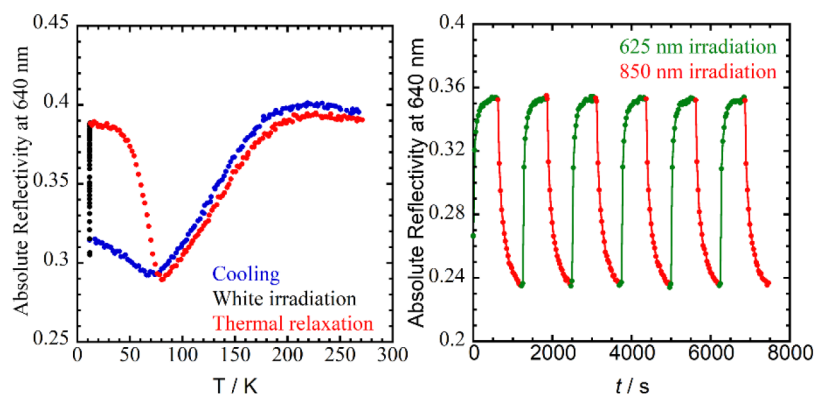 Absolute Reflectivity at 640 nm
0.45
0.4
0.35
0.3
0.25
0
50
100
150
200
250
300
T / K
Cooling
White irradiation
Thermal relaxation
Absolute Reflectivity at 640 nm
0.4
0.36
0.32
0.28
0.24
0.2
0
2000
4000
6000
8000
t / s
625 nm irradiation
850 nm irradiation